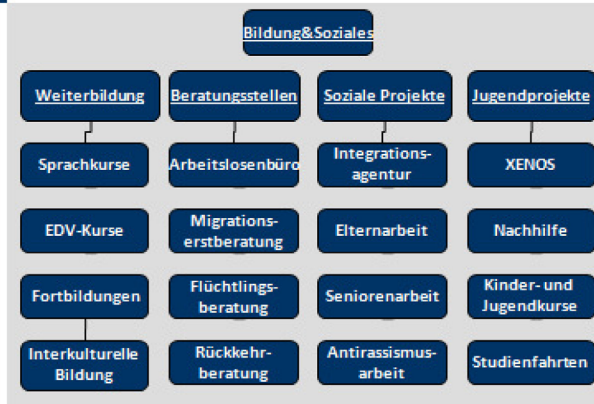 Bildung&Soziales
Weiterbildung
Beratungsstellen
Soziale Projekte
Jugendprojekte
Sprachkurse
Arbeitslosenbüro
Integrations-
agentur
XENOS
EDV-Kurse
Migrations-
erstberatung
Elternarbeit
Nachhilfe
Fortbildungen
Flüchtlings-
beratung
Seniorenarbeit
Kinder- und
Jugendkurse
Interkulturelle
Bildung
Rückkehr-
beratung
Antirassismus-
arbeit
Studienfahrten